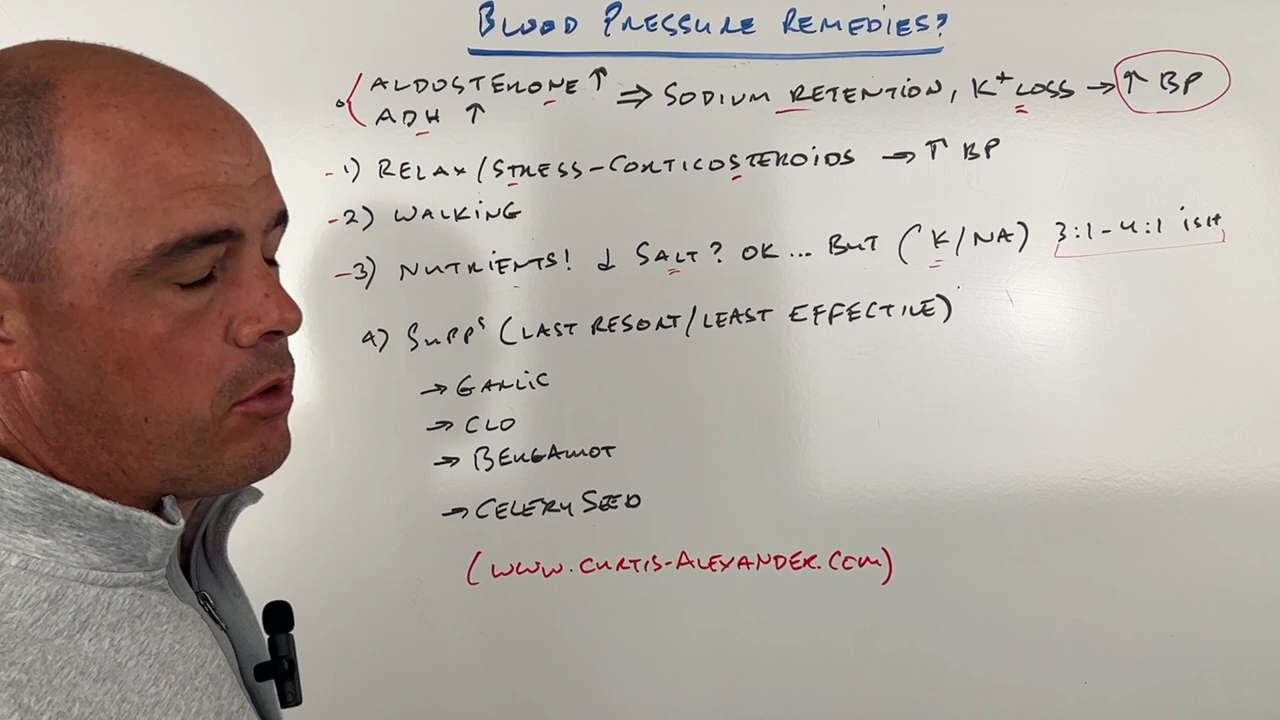 BLOOD PRESSURE REMEDIES?
ALDOSTERONE ↑ ⇒ SODIUM RETENTION, K+ LOSS → ↑ BP
ADH ↑
-1) RELAX/STRESS-CORTICOSTEROIDS → ↑ BP
-2) WALKING
-3) NUTRIENTS! ↓ SALT? OK... BUT (K/NA) 3:1-4:1 ISH
4) SUPPS (LAST RESORT/LEAST EFFECTIVE)
→ GARLIC
→ CLO
→ BERGAMOT
→ CELERY SEED
(WWW.CURTIS-ALEXANDER.COM)